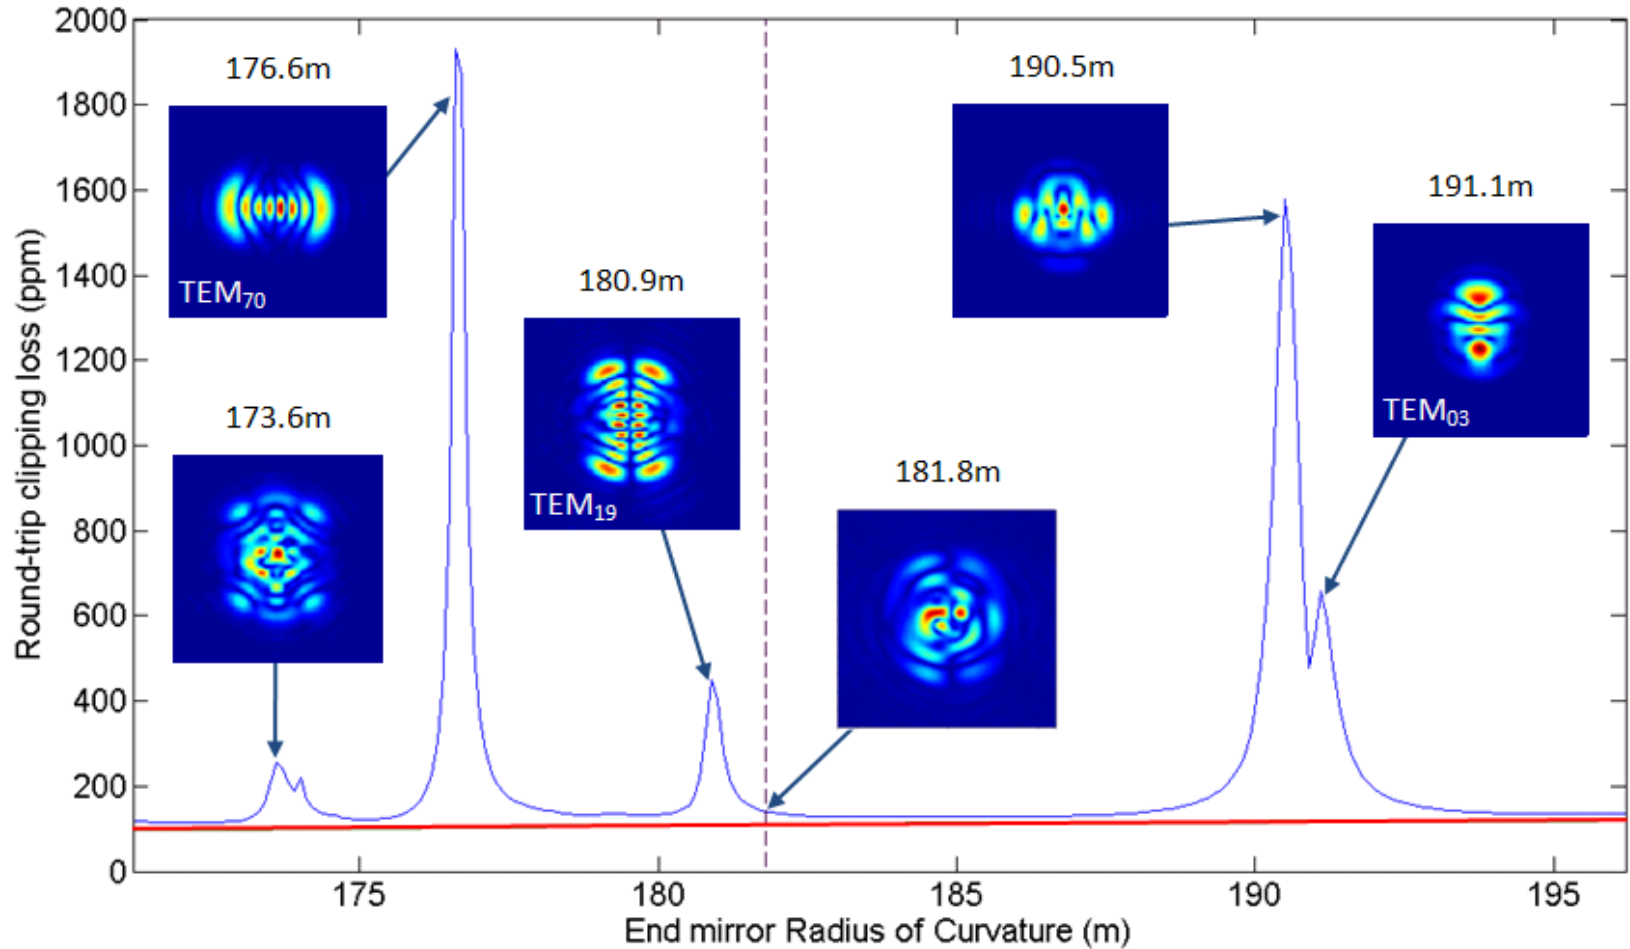 2000
1800
1600
1400
1200
1000
800
600
400
200
0
Round-trip clipping loss (ppm)
176.6m
TEM₇₀
173.6m
180.9m
TEM₁₉
181.8m
190.5m
191.1m
TEM₀₃
175
180
185
190
195
End mirror Radius of Curvature (m)